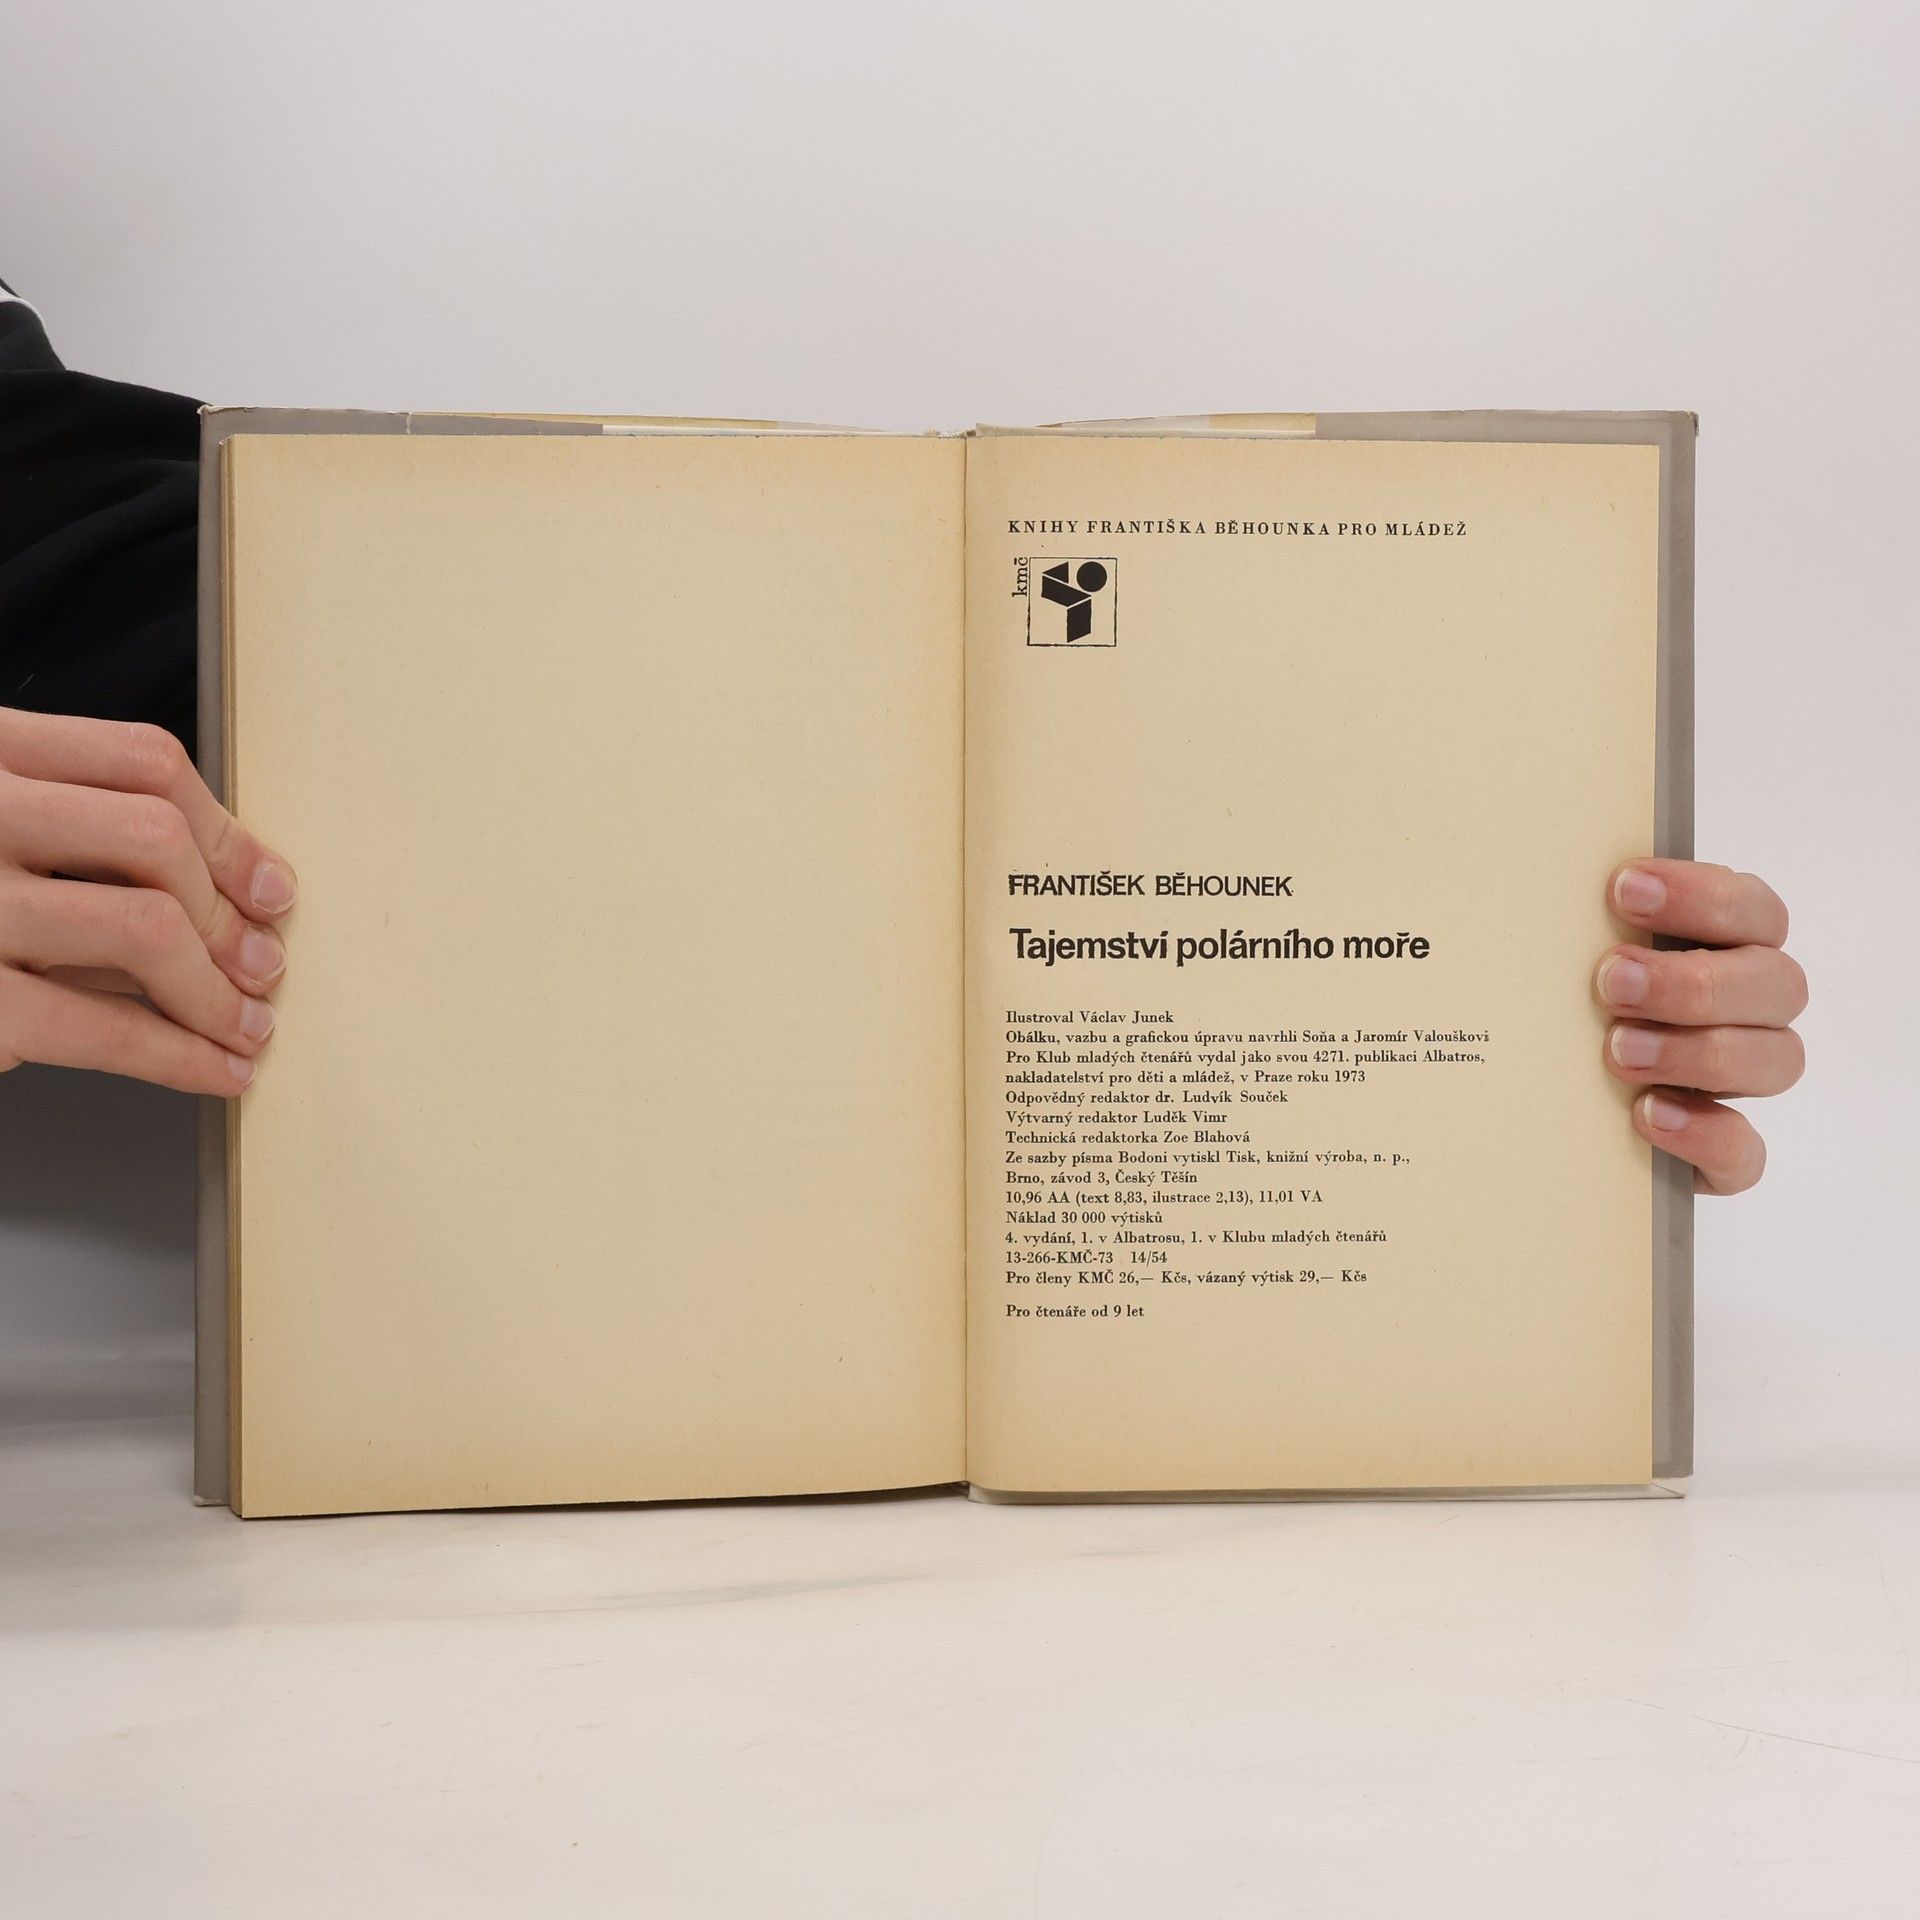 KNIHY FRANTIŠKA BĚHOUNKA PRO MLÁDEŽ
kmč
FRANTIŠEK BĚHOUNEK
Tajemství polárního moře
Ilustroval Václav Junek
Obálku, vazbu a grafickou úpravu navrhli Soňa a Jaromír Valouškovi
Pro Klub mladých čtenářů vydal jako svou 4271. publikaci Albatros,
nakladatelství pro děti a mládež, v Praze roku 1973
Odpovědný redaktor dr. Ludvík Souček
Výtvarný redaktor Luděk Vimr
Technická redaktorka Zoe Blahová
Ze sazby písma Bodoni vytiskl Tisk, knižní výroba, n. p.,
Brno, závod 3, Český Těšín
10,96 AA (text 8,83, ilustrace 2,13), 11,01 VA
Náklad 30 000 výtisků
4. vydání, 1. v Albatrosu, 1. v Klubu mladých čtenářů
13-266-KMČ-73 14/54
Pro členy KMČ 26,— Kčs, vázaný výtisk 29,— Kčs
Pro čtenáře od 9 let